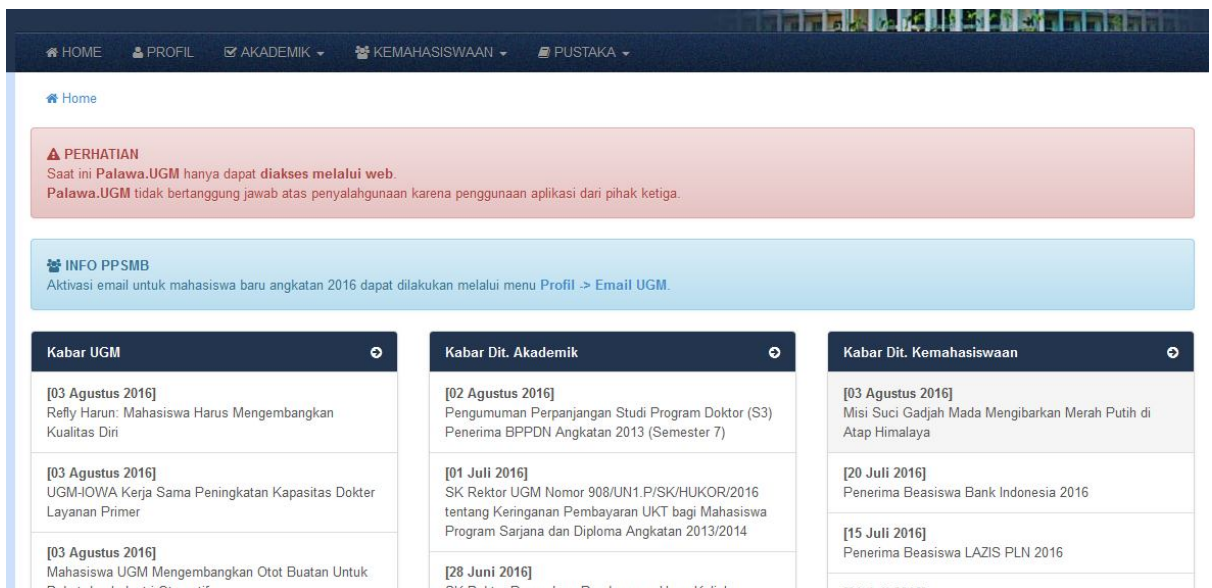 HOME PROFIL AKADEMIK KEMAHASISWAAN PUSTAKA
Home
PERHATIAN
Saat ini Palawa.UGM hanya dapat diakses melalui web.
Palawa.UGM tidak bertanggung jawab atas penyalahgunaan karena penggunaan aplikasi dari pihak ketiga.
INFO PPSMB
Aktivasi email untuk mahasiswa baru angkatan 2016 dapat dilakukan melalui menu Profil -> Email UGM.
Kabar UGM
[03 Agustus 2016]
Refly Harun: Mahasiswa Harus Mengembangkan
Kualitas Diri
[03 Agustus 2016]
UGM-IOWA Kerja Sama Peningkatan Kapasitas Dokter
Layanan Primer
[03 Agustus 2016]
Mahasiswa UGM Mengembangkan Otot Buatan Untuk
Kabar Dit. Akademik
[02 Agustus 2016]
Pengumuman Perpanjangan Studi Program Doktor (S3)
Penerima BPPDN Angkatan 2013 (Semester 7)
[01 Juli 2016]
SK Rektor UGM Nomor 908/UN1.P/SK/HUKOR/2016
tentang Keringanan Pembayaran UKT bagi Mahasiswa
Program Sarjana dan Diploma Angkatan 2013/2014
[28 Juni 2016]
Kabar Dit. Kemahasiswaan
[03 Agustus 2016]
Misi Suci Gadjah Mada Mengibarkan Merah Putih di
Atap Himalaya
[20 Juli 2016]
Penerima Beasiswa Bank Indonesia 2016
[15 Juli 2016]
Penerima Beasiswa LAZIS PLN 2016